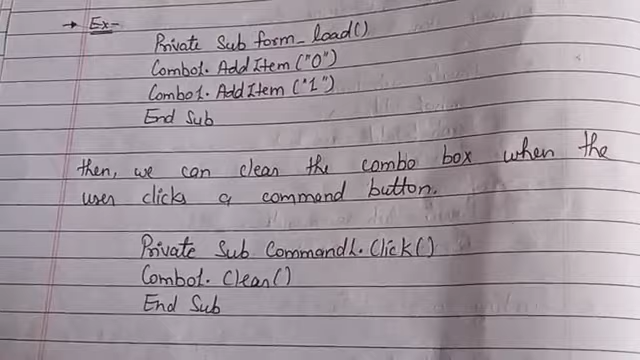 → Ex-
Private Sub form_load()
Combo1. AddItem ("0")
Combo1. AddItem ("1")
End Sub
then, we can clear the combo box when the
user clicks a command button.
Private Sub Command1.Click()
Combo1. Clear()
End Sub